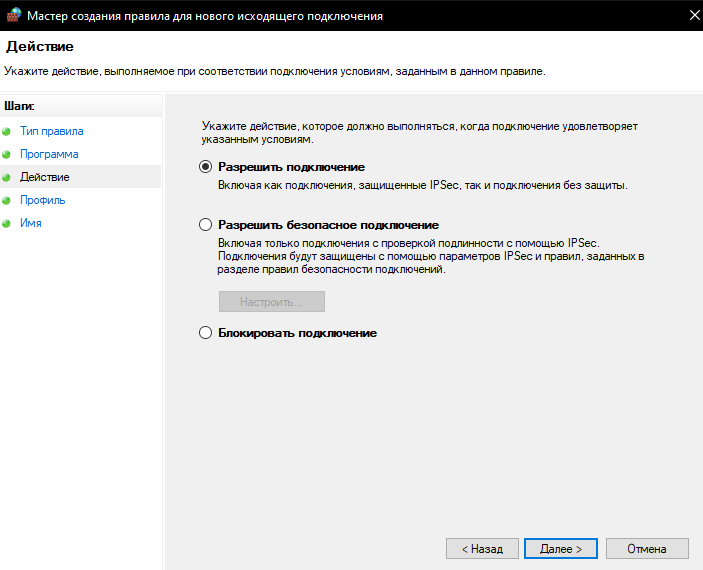 Мастер создания правила для нового исходящего подключения
Действие
Укажите действие, выполняемое при соответствии подключения условиям, заданным в данном правиле.
Шаги:
Тип правила
Программа
Действие
Профиль
Имя
Укажите действие, которое должно выполняться, когда подключение удовлетворяет
указанным условиям.
Разрешить подключение
Включая как подключения, защищенные IPSec, так и подключения без защиты.
Разрешить безопасное подключение
Включая только подключения с проверкой подлинности с помощью IPSec.
Подключения будут защищены с помощью параметров IPSec и правил, заданных в
разделе правил безопасности подключений.
Настроить...
Блокировать подключение
< Назад
Далее >
Отмена